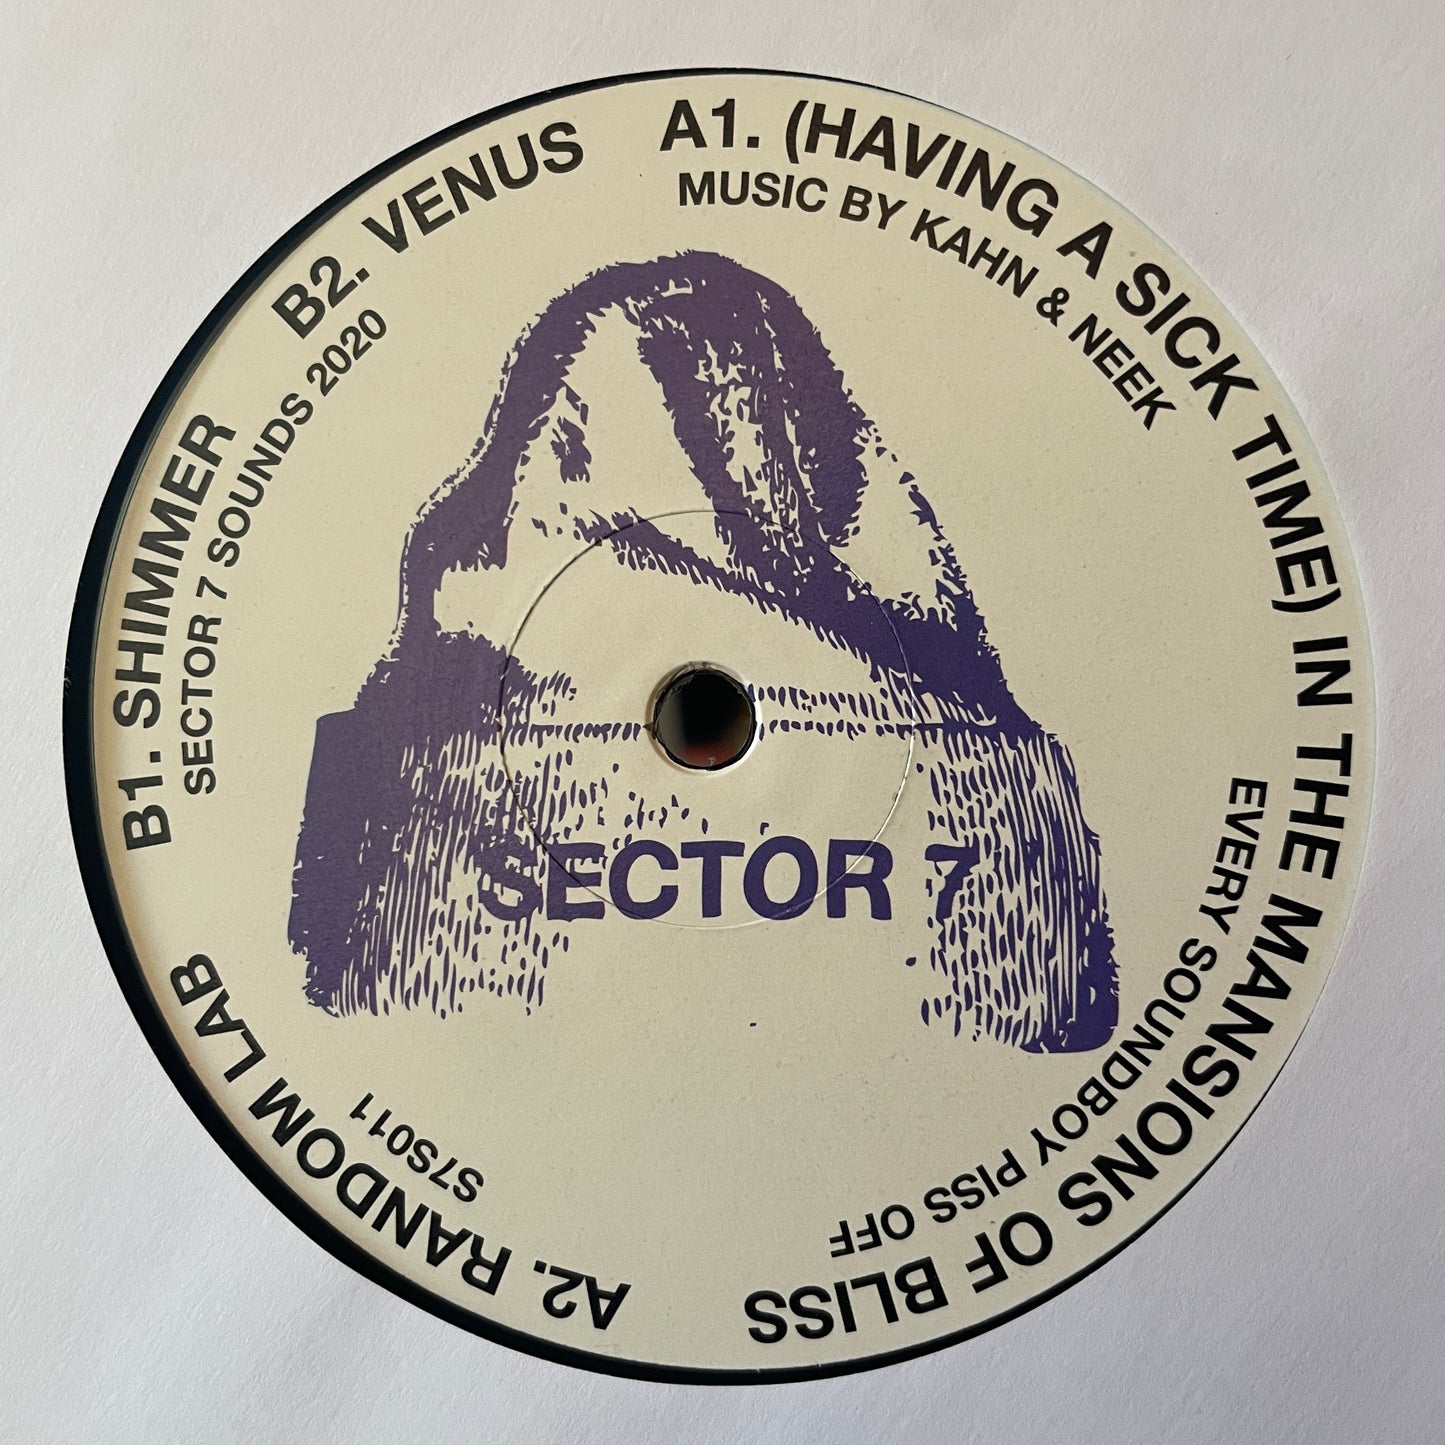 A1. (HAVING A SICK TIME) IN THE MANSIONS OF BLISS
A2. RANDOM LAB
B1. SHIMMER
B2. VENUS
MUSIC BY KAHN & NEEK
EVERY SOUNDBOY PISS OFF
S7S011
SECTOR 7 SOUNDS 2020
SECTOR 7